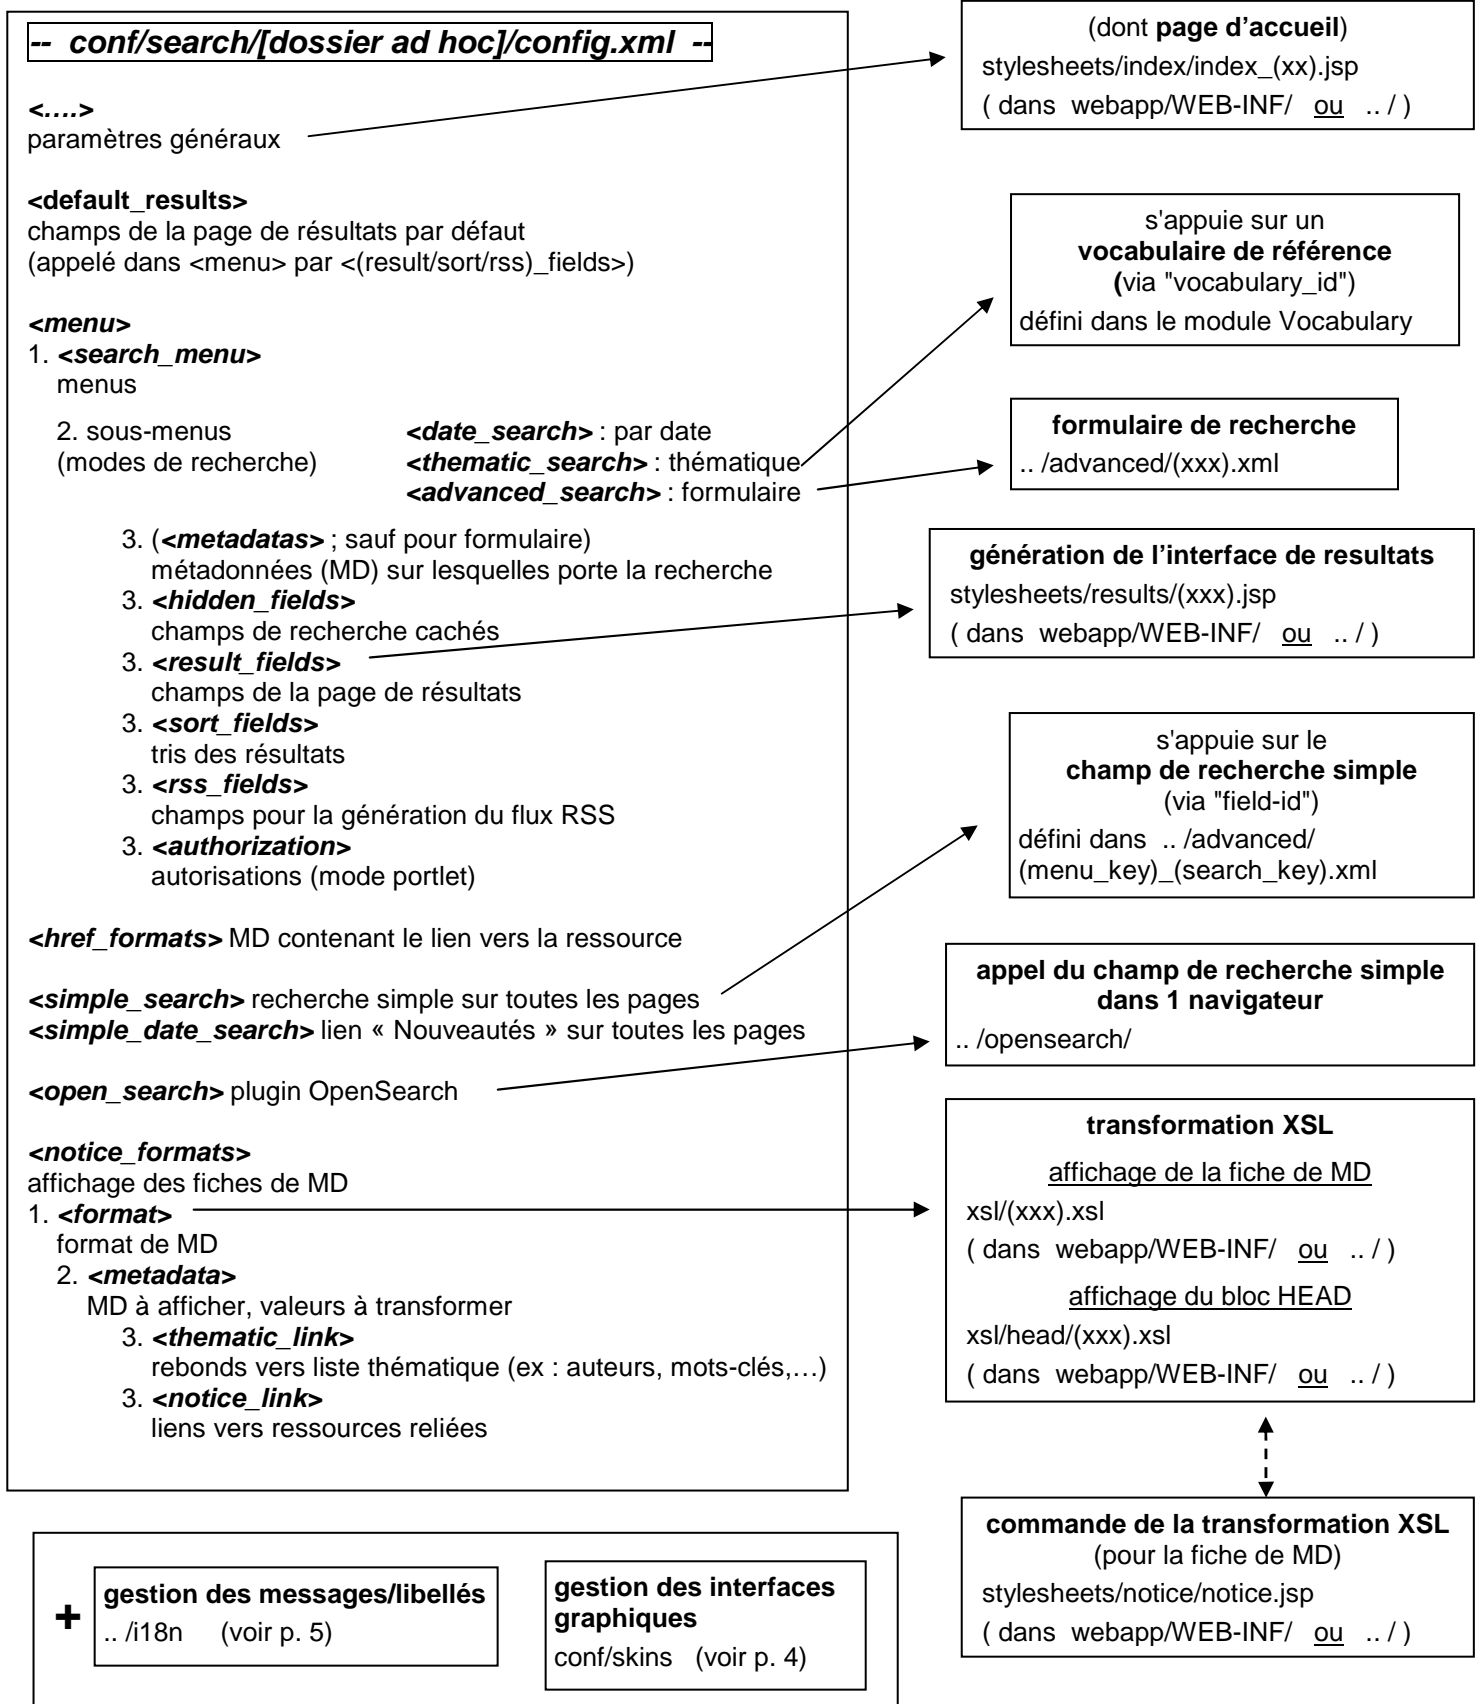 -- conf/search/[dossier ad hoc]/config.xml --
<….>
paramètres généraux
<default_results>
champs de la page de résultats par défaut
(appelé dans <menu> par <(result/sort/rss)_fields>)
<menu>
1. <search_menu>
menus
2. sous-menus <date_search> : par date
(modes de recherche) <thematic_search> : thématique
<advanced_search> : formulaire
3. (<metadatas> ; sauf pour formulaire)
métadonnées (MD) sur lesquelles porte la recherche
3. <hidden_fields>
champs de recherche cachés
3. <result_fields>
champs de la page de résultats
3. <sort_fields>
tris des résultats
3. <rss_fields>
champs pour la génération du flux RSS
3. <authorization>
autorisations (mode portlet)
<href_formats> MD contenant le lien vers la ressource
<simple_search> recherche simple sur toutes les pages
<simple_date_search> lien « Nouveautés » sur toutes les pages
<open_search> plugin OpenSearch
<notice_formats>
affichage des fiches de MD
1. <format>
format de MD
2. <metadata>
MD à afficher, valeurs à transformer
3. <thematic_link>
rebonds vers liste thématique (ex : auteurs, mots-clés,…)
3. <notice_link>
liens vers ressources reliées
(dont page d’accueil)
stylesheets/index/index_(xx).jsp
( dans webapp/WEB-INF/ ou .. / )
s'appuie sur un
vocabulaire de référence
(via "vocabulary_id")
défini dans le module Vocabulary
formulaire de recherche
.. /advanced/(xxx).xml
génération de l’interface de resultats
stylesheets/results/(xxx).jsp
( dans webapp/WEB-INF/ ou .. / )
s'appuie sur le
champ de recherche simple
(via "field-id")
défini dans .. /advanced/
(menu_key)_(search_key).xml
appel du champ de recherche simple
dans 1 navigateur
.. /opensearch/
transformation XSL
affichage de la fiche de MD
xsl/(xxx).xsl
( dans webapp/WEB-INF/ ou .. / )
affichage du bloc HEAD
xsl/head/(xxx).xsl
( dans webapp/WEB-INF/ ou .. / )
commande de la transformation XSL
(pour la fiche de MD)
stylesheets/notice/notice.jsp
( dans webapp/WEB-INF/ ou .. / )
+
gestion des messages/libellés
.. /i18n (voir p. 5)
gestion des interfaces
graphiques
conf/skins (voir p. 4)